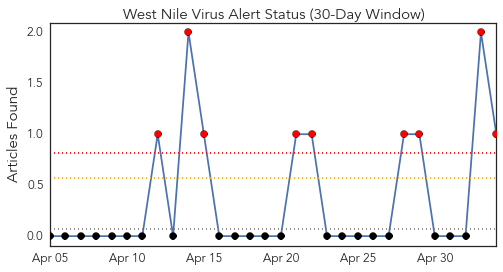 West Nile Virus Alert Status (30-Day Window)
Articles Found
2.0
1.5
1.0
0.5
0.0
Apr 05 Apr 10 Apr 15 Apr 20 Apr 25 Apr 30